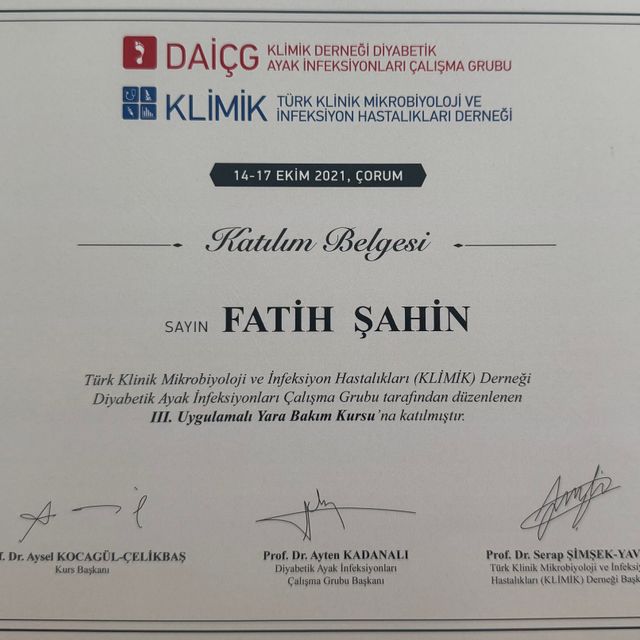 DAİÇG KLİMİK DERNEĞİ DİYABETİK
AYAK İNFEKSİYONLARI ÇALIŞMA GRUBU
KLİMİK TÜRK KLİNİK MİKROBİYOLOJİ VE
İNFEKSİYON HASTALIKLARI DERNEĞİ
14-17 EKİM 2021, ÇORUM
Katılım Belgesi
SAYIN FATİH ŞAHİN
Türk Klinik Mikrobiyoloji ve İnfeksiyon Hastalıkları (KLİMİK) Derneği
Diyabetik Ayak İnfeksiyonları Çalışma Grubu tarafından düzenlenen
III. Uygulamalı Yara Bakım Kursu'na katılmıştır.
f. Dr. Aysel KOCAGÜL-ÇELİKBAŞ
Kurs Başkanı
Prof. Dr. Ayten KADANALI
Diyabetik Ayak İnfeksiyonları
Çalışma Grubu Başkanı
Prof. Dr. Serap ŞİMŞEK-YAV
Türk Klinik Mikrobiyoloji ve İnfeksi
Hastalıkları (KLİMİK) Derneği Başk